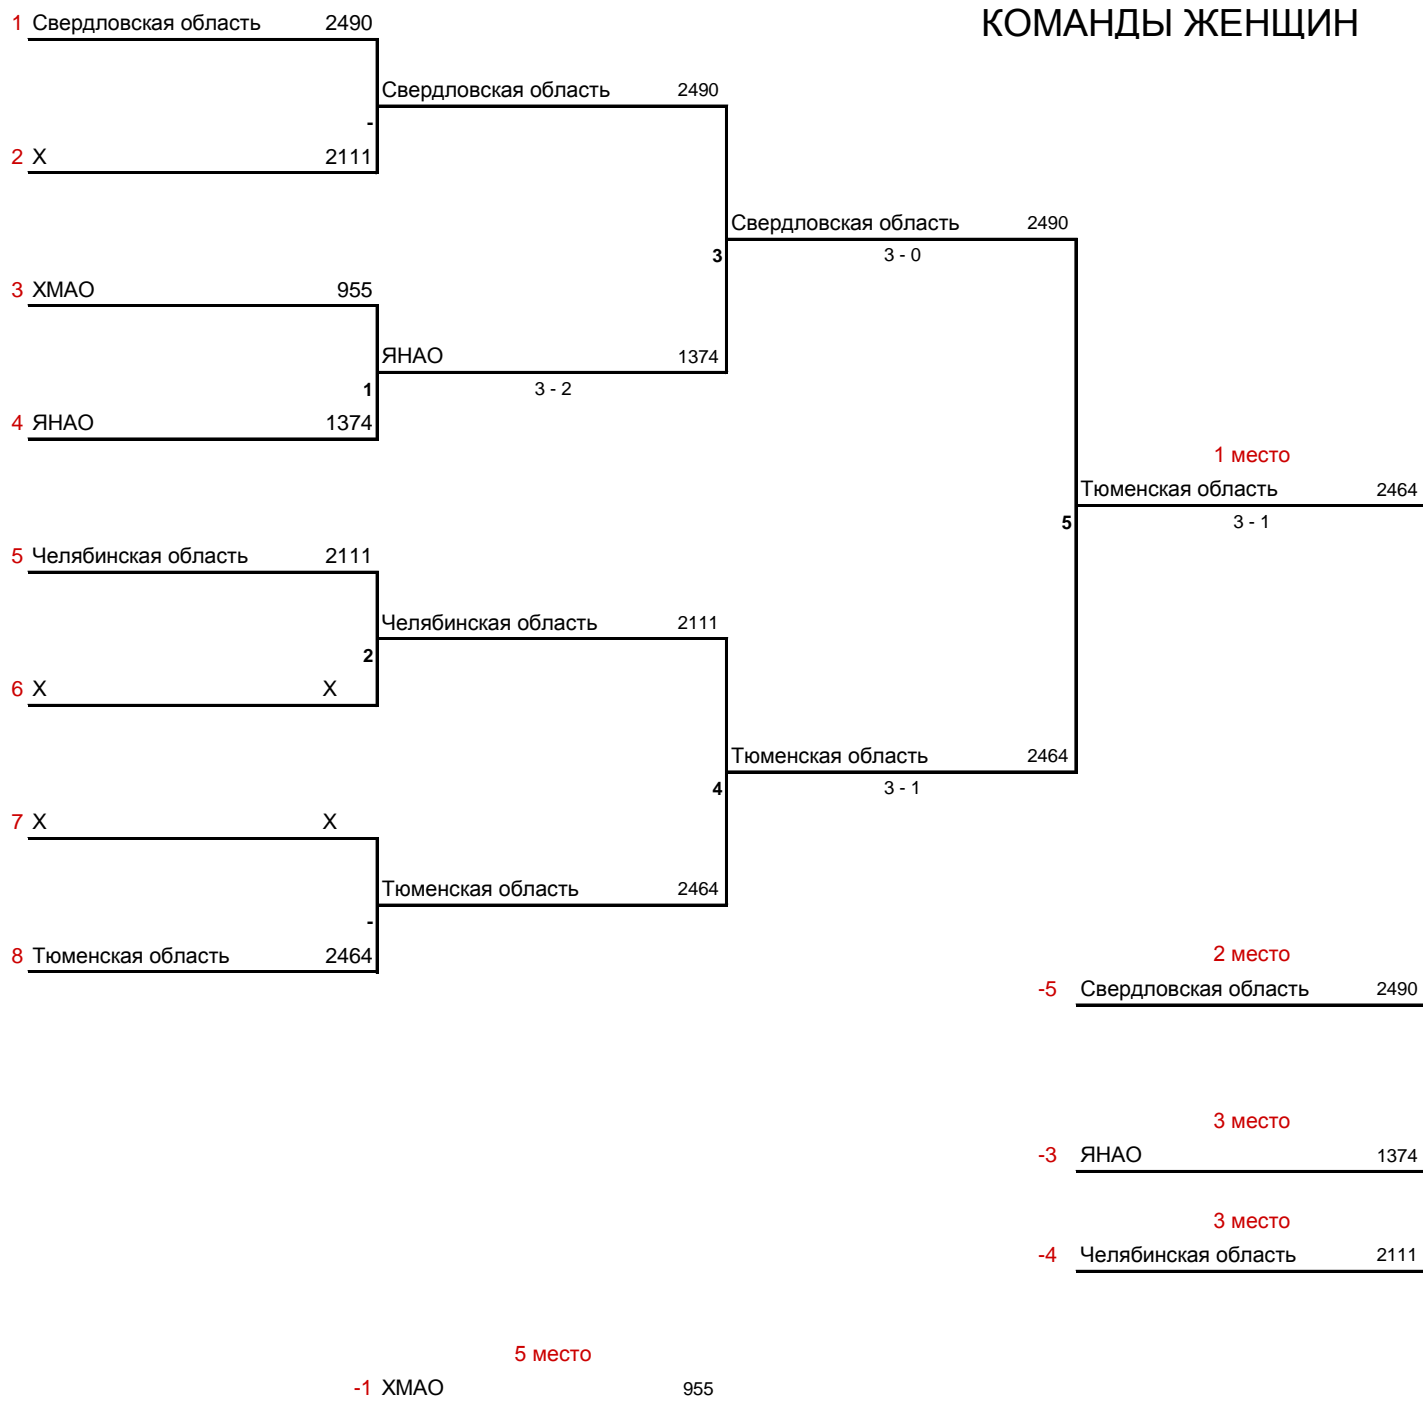 КОМАНДЫ ЖЕНЩИН
1 Свердловская область 2490
Свердловская область 2490
-
2 X 2111
Свердловская область 2490
3 3 - 0
3 ХМАО 955
ЯНАО 1374
1 3 - 2
4 ЯНАО 1374
1 место
Тюменская область 2464
5 3 - 1
5 Челябинская область 2111
Челябинская область 2111
2
6 X X
Тюменская область 2464
4 3 - 1
7 X X
Тюменская область 2464
-
8 Тюменская область 2464
2 место
-5 Свердловская область 2490
3 место
-3 ЯНАО 1374
3 место
-4 Челябинская область 2111
5 место
-1 ХМАО 955